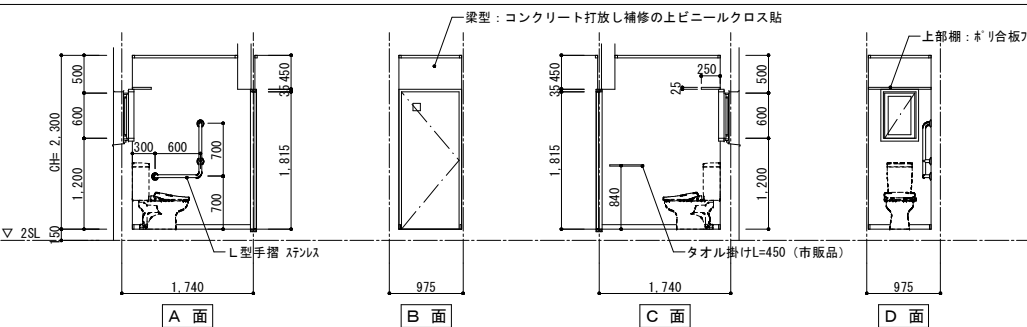 梁型：コンクリート打放し補修の上ビニールクロス貼
上部棚：ﾎﾟﾘ合板ﾌ
500
600
1,200
CH= 2,300
150
▽ 2SL
300
600
700
700
35
450
1,815
L型手摺 ｽﾃﾝﾚｽ
1,740
A 面
975
B 面
35
450
1,815
25
250
840
500
600
1,200
タオル掛けL=450（市販品）
1,740
C 面
975
D 面